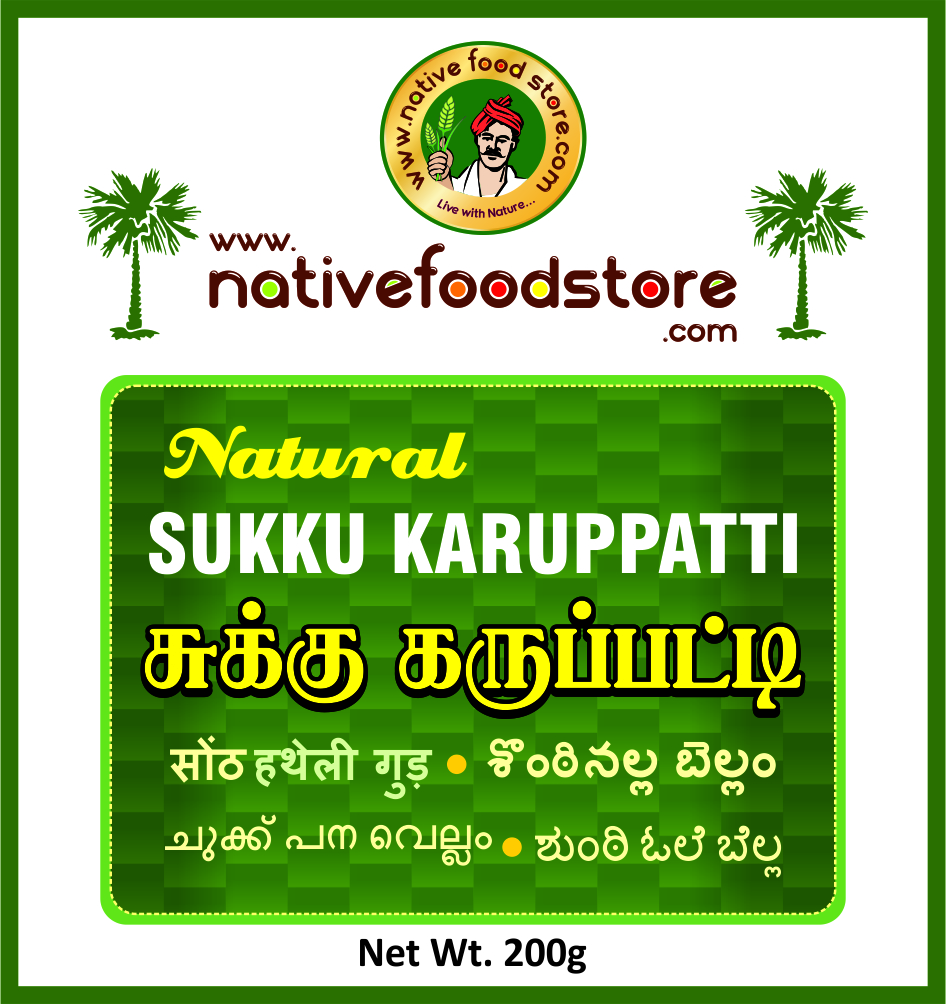 www.native food store.com
Live with Nature...
www.
nativefoodstore
.com
Natural
SUKKU KARUPPATTI
சுக்கு கருப்பட்டி
सोंठ हथेली गुड़ • శొంఠినల్ల బెల్లం
ചുക്ക് പന വെല്ലം • ಶುಂಠಿ ಓಲೆ ಬೆಲ್ಲ
Net Wt. 200g